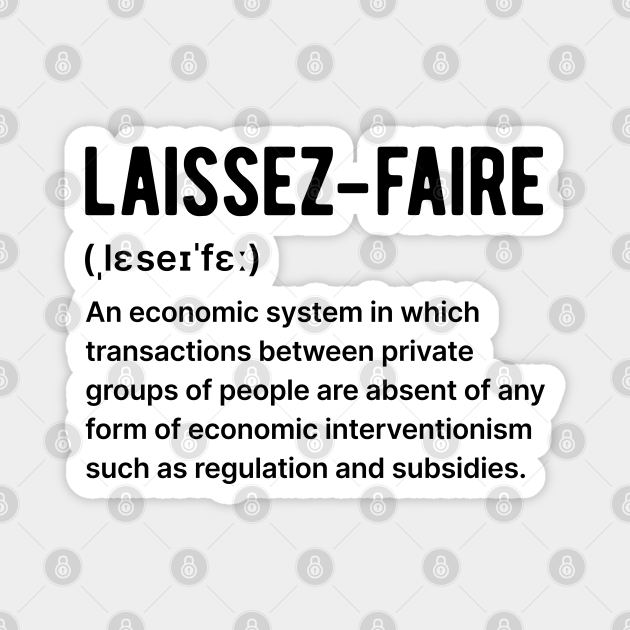 LAISSEZ-FAIRE
(ˌlɛseɪˈfɛː)
An economic system in which
transactions between private
groups of people are absent of any
form of economic interventionism
such as regulation and subsidies.